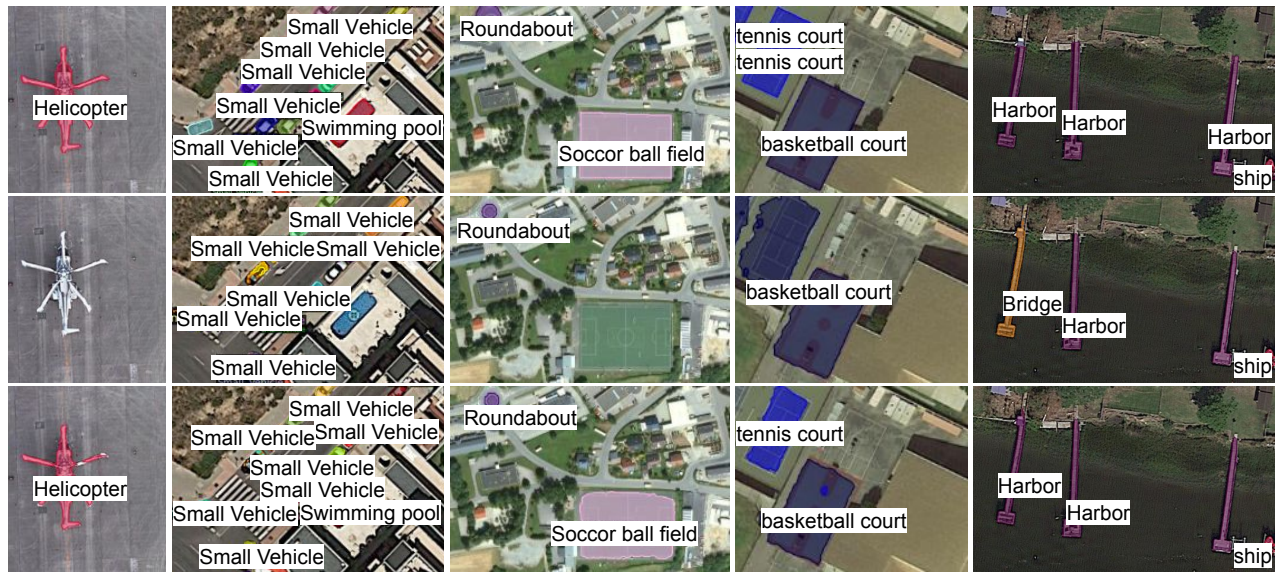 Helicopter
Small Vehicle
Small Vehicle
Small Vehicle
Small Vehicle
Swimming pool
Small Vehicle
Small Vehicle
Roundabout
Soccor ball field
tennis court
tennis court
basketball court
Harbor
Harbor
Harbor
ship
Small Vehicle
Small Vehicle
Small Vehicle
Small Vehicle
Small Vehicle
Small Vehicle
Roundabout
basketball court
Bridge
Harbor
ship
Helicopter
Small Vehicle
Small Vehicle
Small Vehicle
Small Vehicle
Small Vehicle
Small Vehicle
Swimming pool
Small Vehicle
Roundabout
Soccor ball field
tennis court
basketball court
Harbor
Harbor
ship